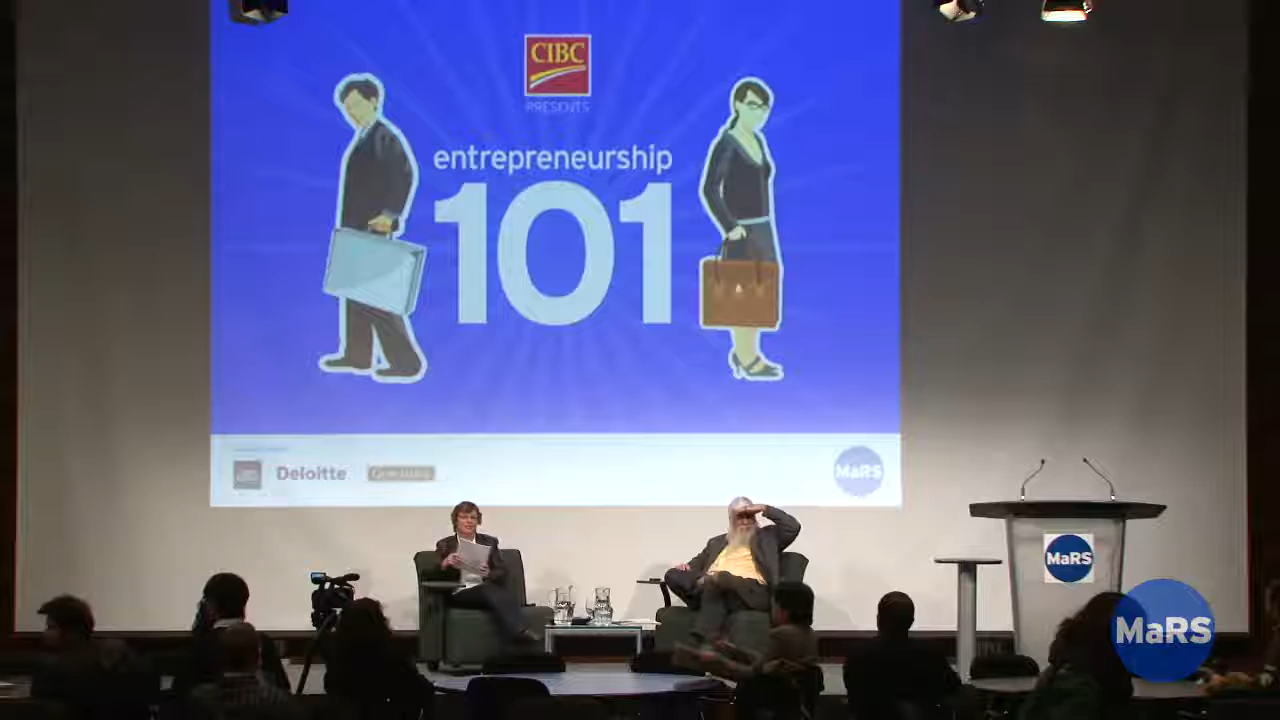 CIBC
PRESENTS
entrepreneurship
101
Deloitte
MaRS
MaRS
MaRS